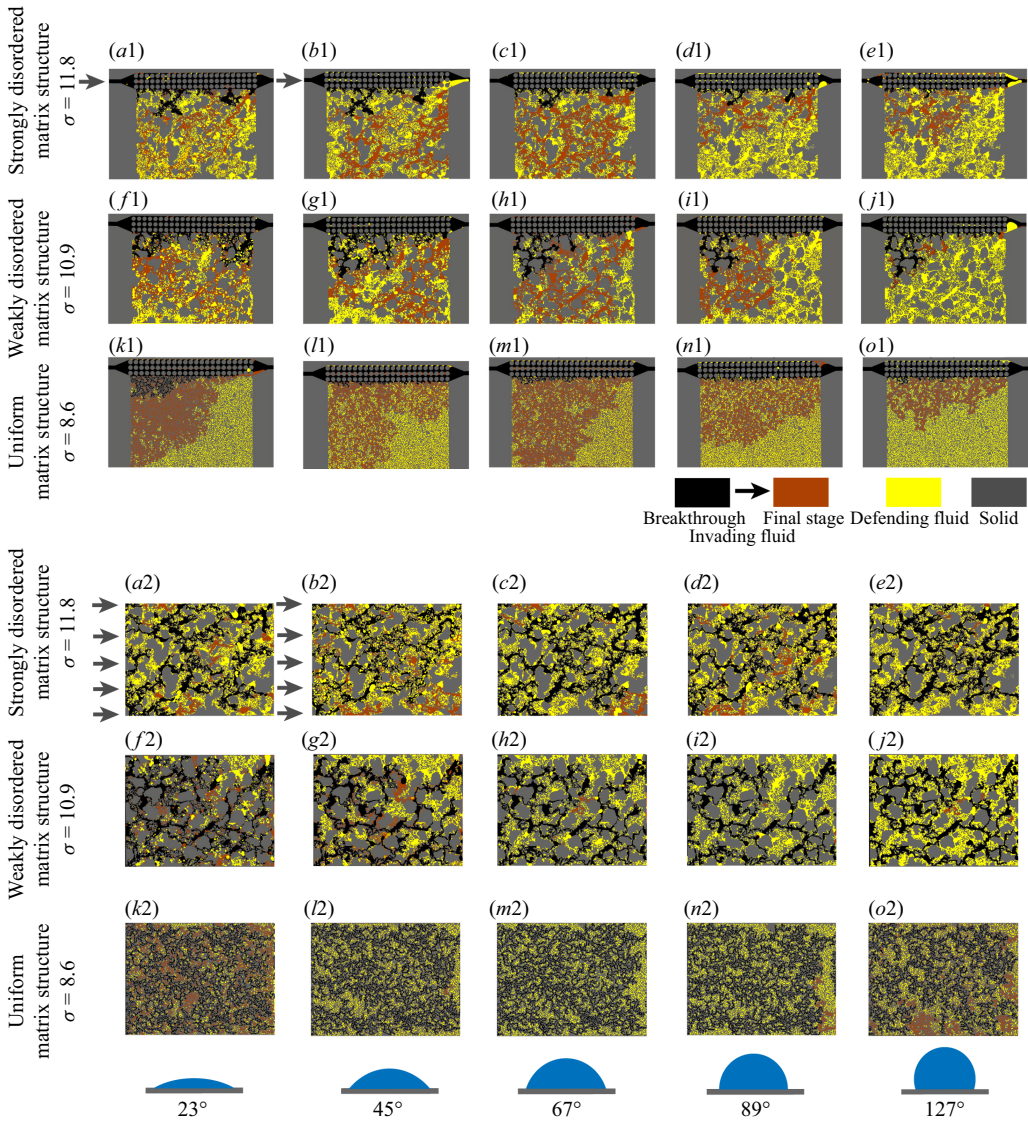 Strongly disordered
matrix structure
σ = 11.8
(a1) (b1) (c1) (d1) (e1)
Weakly disordered
matrix structure
σ = 10.9
(f1) (g1) (h1) (i1) (j1)
Uniform
matrix structure
σ = 8.6
(k1) (l1) (m1) (n1) (o1)
Breakthrough Final stage Defending fluid Solid
Invading fluid
Strongly disordered
matrix structure
σ = 11.8
(a2) (b2) (c2) (d2) (e2)
Weakly disordered
matrix structure
σ = 10.9
(f2) (g2) (h2) (i2) (j2)
Uniform
matrix structure
σ = 8.6
(k2) (l2) (m2) (n2) (o2)
23° 45° 67° 89° 127°